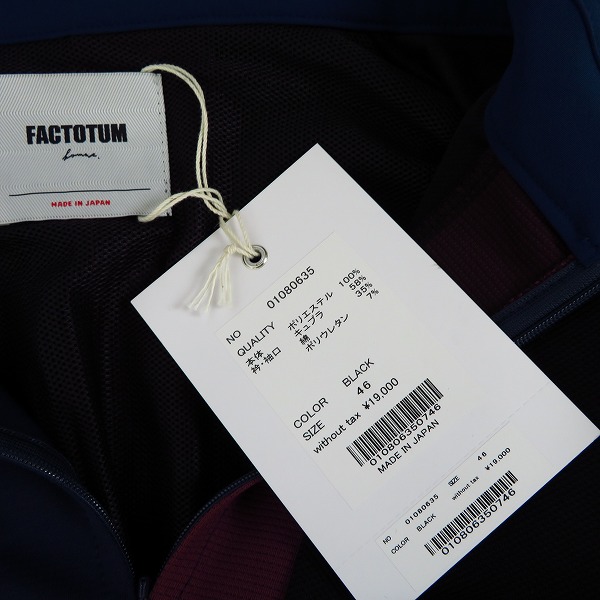 FACTOTUM
homme.
MADE IN JAPAN
NO 01080635
QUALITY
本体 ポリエステル 100%
衿・袖口 キュプラ 58%
綿 35%
ポリウレタン 7%
COLOR BLACK
SIZE 46
without tax ¥19,000
010806350746
MADE IN JAPAN
NO 01080635 SIZE 46
COLOR BLACK without tax ¥19,000
010806350746